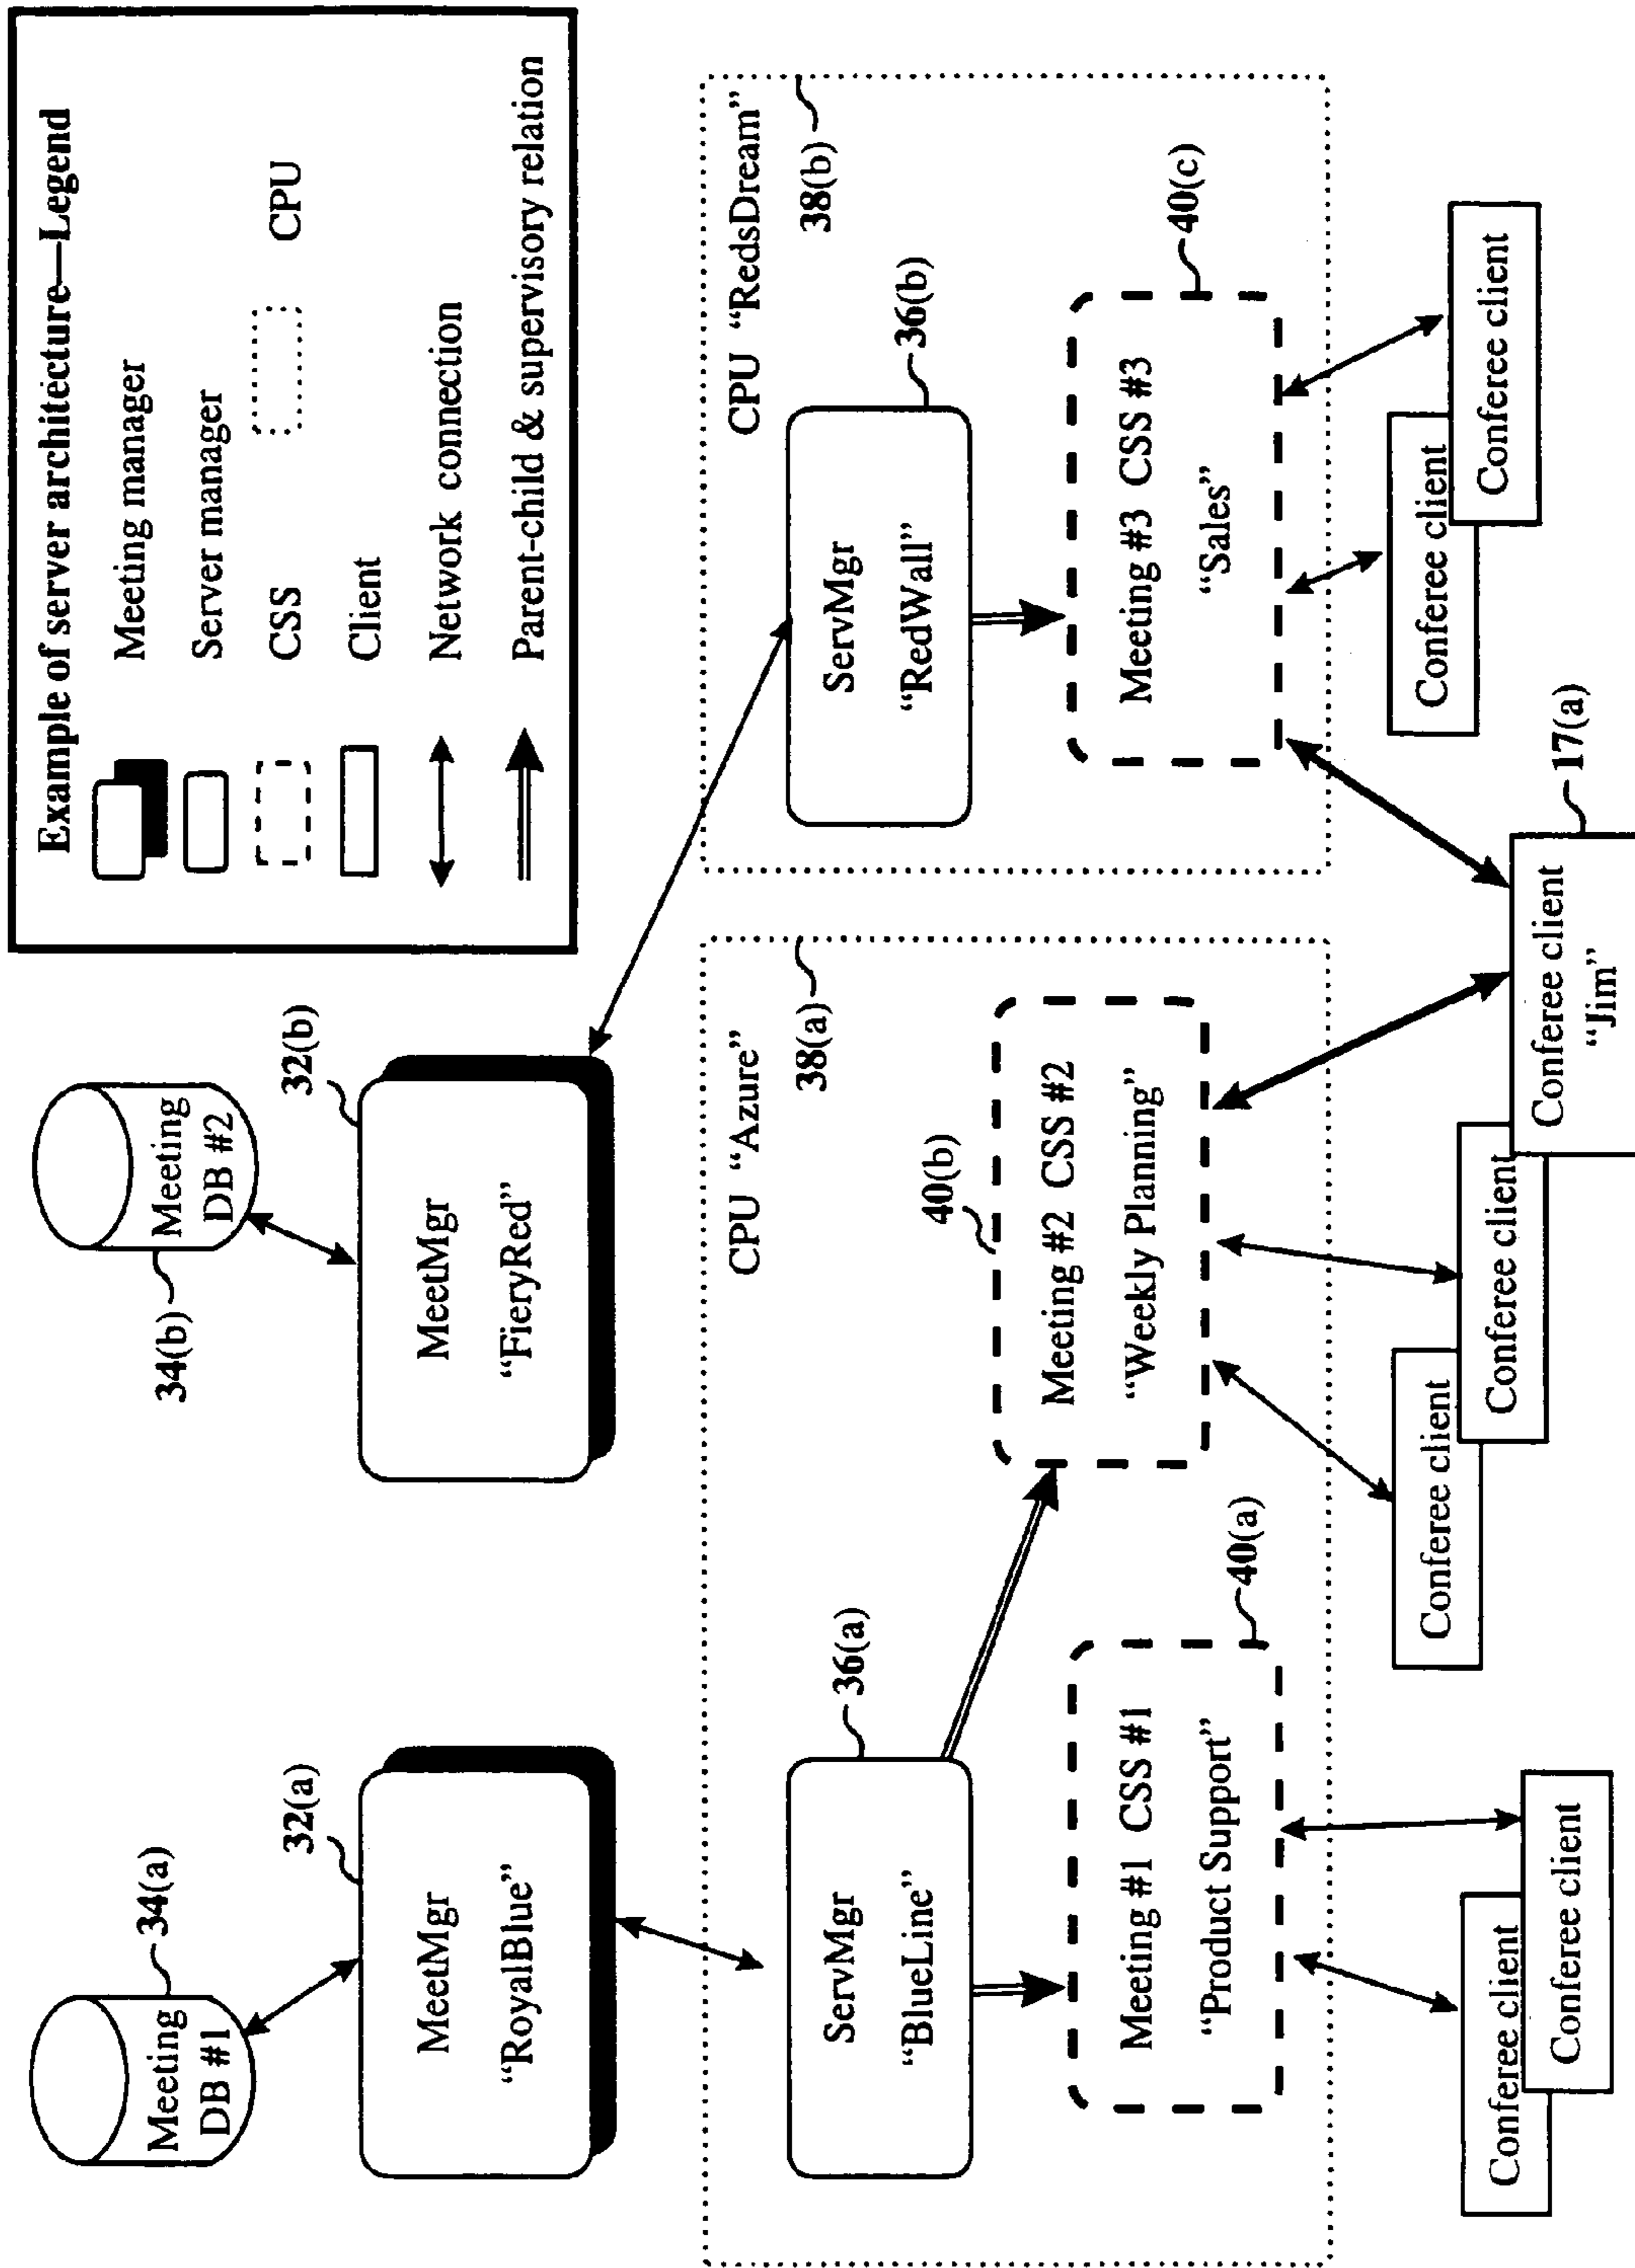 Example of server architecture—Legend
Meeting manager
Server manager
CSS
CPU
Client
Network connection
Parent-child & supervisory relation
Meeting
DB #1
34(a)
Meeting
DB #2
34(b)
32(a)
MeetMgr
“RoyalBlue”
32(b)
MeetMgr
“FieryRed”
CPU “Azure”
38(a)
CPU “RedsDream”
38(b)
ServMgr
“BlueLine”
36(a)
ServMgr
“RedWall”
36(b)
40(b)
Meeting #2 CSS #2
“Weekly Planning”
Meeting #1 CSS #1
“Product Support”
40(a)
Meeting #3 CSS #3
“Sales”
40(c)
Conferee client
Conferee client
Conferee client
Conferee client
Conferee client
“Jim”
17(a)
Conferee client
Conferee client